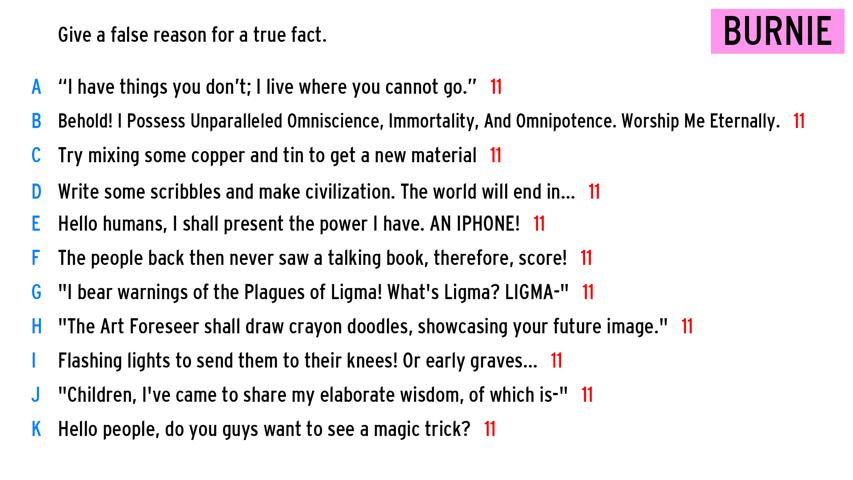 Give a false reason for a true fact.
BURNIE
A “I have things you don’t; I live where you cannot go.” 11
B Behold! I Possess Unparalleled Omniscience, Immortality, And Omnipotence. Worship Me Eternally. 11
C Try mixing some copper and tin to get a new material 11
D Write some scribbles and make civilization. The world will end in... 11
E Hello humans, I shall present the power I have. AN IPHONE! 11
F The people back then never saw a talking book, therefore, score! 11
G "I bear warnings of the Plagues of Ligma! What's Ligma? LIGMA-" 11
H "The Art Foreseer shall draw crayon doodles, showcasing your future image." 11
I Flashing lights to send them to their knees! Or early graves... 11
J "Children, I've came to share my elaborate wisdom, of which is-" 11
K Hello people, do you guys want to see a magic trick? 11